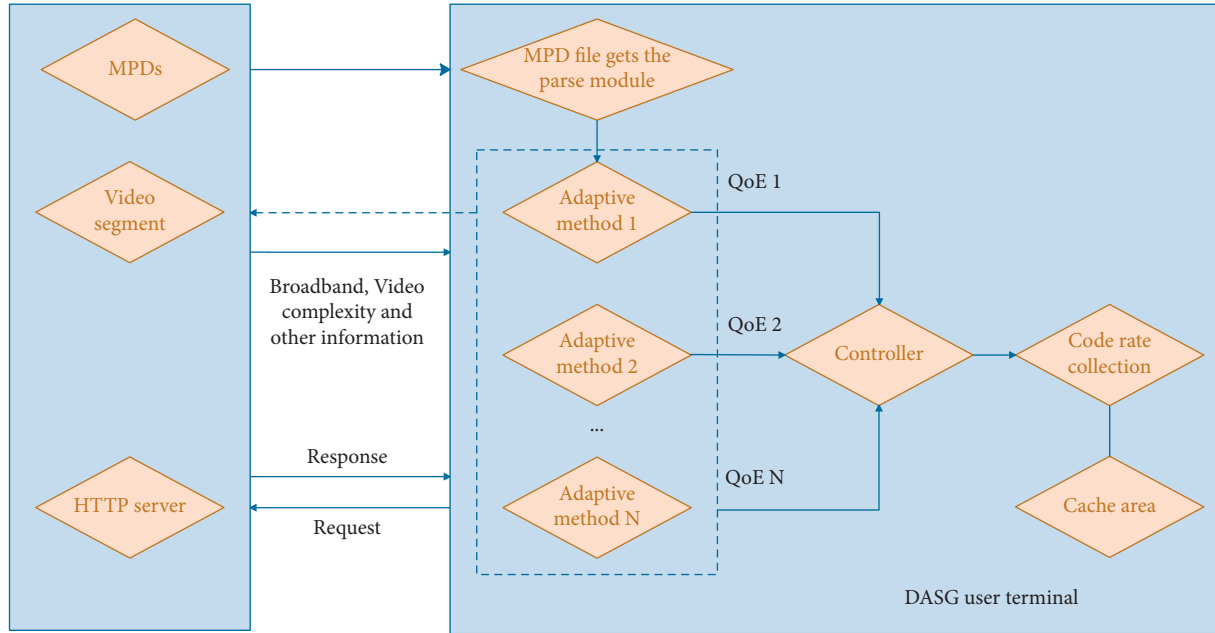 MPDs
MPD file gets the
parse module
Video
segment
Adaptive
method 1
QoE 1
Broadband, Video
complexity and
other information
Adaptive
method 2
QoE 2
Controller
Code rate
collection
...
Response
HTTP server
Request
Adaptive
method N
QoE N
Cache area
DASG user terminal